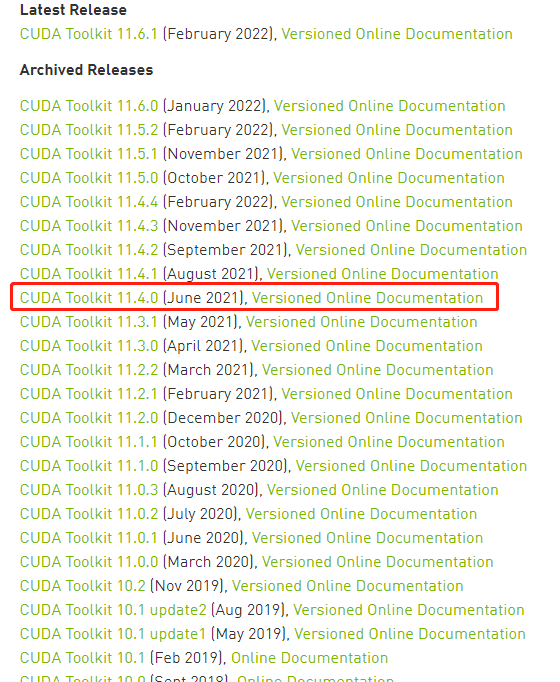 Latest Release
CUDA Toolkit 11.6.1 (February 2022), Versioned Online Documentation
Archived Releases
CUDA Toolkit 11.6.0 (January 2022), Versioned Online Documentation
CUDA Toolkit 11.5.2 (February 2022), Versioned Online Documentation
CUDA Toolkit 11.5.1 (November 2021), Versioned Online Documentation
CUDA Toolkit 11.5.0 (October 2021), Versioned Online Documentation
CUDA Toolkit 11.4.4 (February 2022), Versioned Online Documentation
CUDA Toolkit 11.4.3 (November 2021), Versioned Online Documentation
CUDA Toolkit 11.4.2 (September 2021), Versioned Online Documentation
CUDA Toolkit 11.4.1 (August 2021), Versioned Online Documentation
CUDA Toolkit 11.4.0 (June 2021), Versioned Online Documentation
CUDA Toolkit 11.3.1 (May 2021), Versioned Online Documentation
CUDA Toolkit 11.3.0 (April 2021), Versioned Online Documentation
CUDA Toolkit 11.2.2 (March 2021), Versioned Online Documentation
CUDA Toolkit 11.2.1 (February 2021), Versioned Online Documentation
CUDA Toolkit 11.2.0 (December 2020), Versioned Online Documentation
CUDA Toolkit 11.1.1 (October 2020), Versioned Online Documentation
CUDA Toolkit 11.1.0 (September 2020), Versioned Online Documentation
CUDA Toolkit 11.0.3 (August 2020), Versioned Online Documentation
CUDA Toolkit 11.0.2 (July 2020), Versioned Online Documentation
CUDA Toolkit 11.0.1 (June 2020), Versioned Online Documentation
CUDA Toolkit 11.0.0 (March 2020), Versioned Online Documentation
CUDA Toolkit 10.2 (Nov 2019), Versioned Online Documentation
CUDA Toolkit 10.1 update2 (Aug 2019), Versioned Online Documentation
CUDA Toolkit 10.1 update1 (May 2019), Versioned Online Documentation
CUDA Toolkit 10.1 (Feb 2019), Online Documentation
CUDA Toolkit 10.0 (Sept 2018), Online Documentation